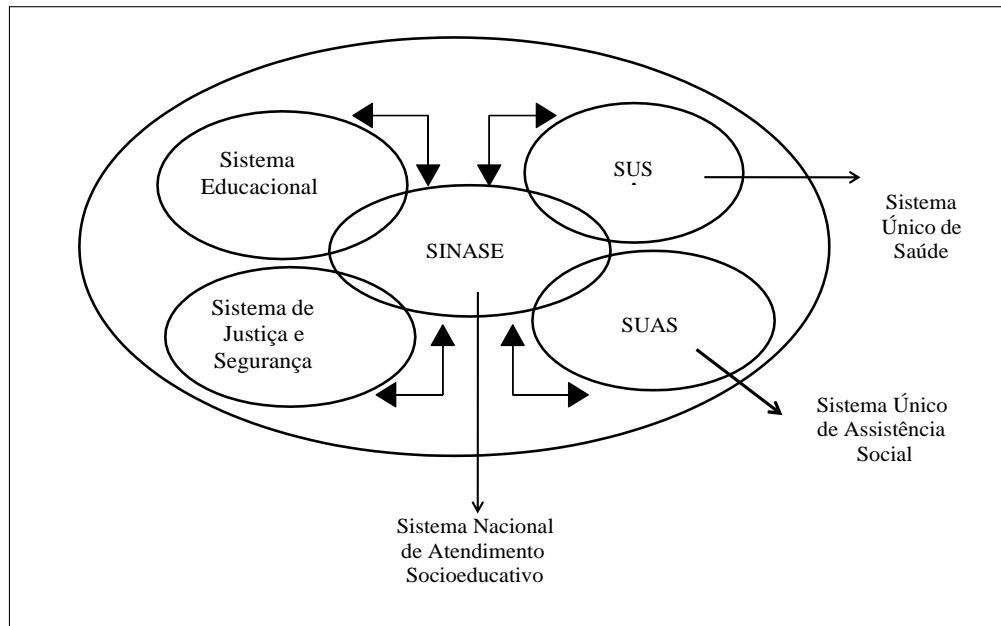 Sistema
Educacional
SUS
Sistema
Único de
Saúde
SINASE
Sistema de
Justiça e
Segurança
SUAS
Sistema Único
de Assistência
Social
Sistema Nacional
de Atendimento
Socioeducativo